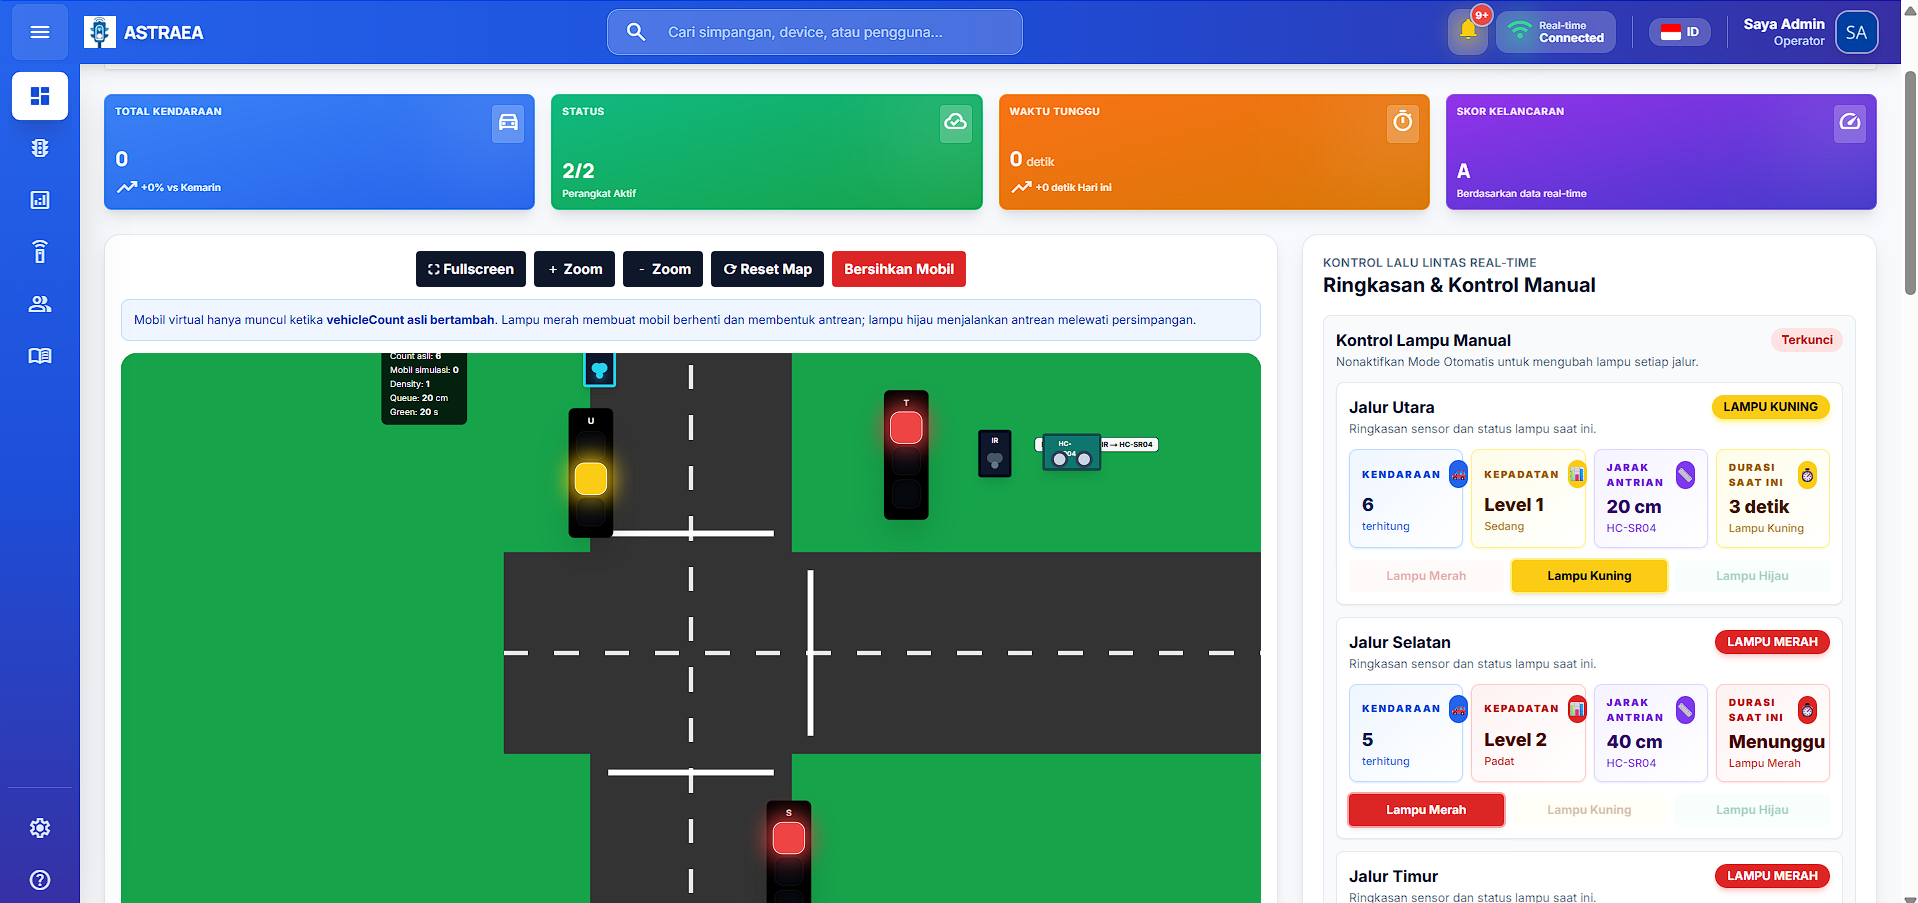 ASTRAEA
Cari simpangan, device, atau pengguna...
9+
Real-time
Connected
ID
Saya Admin
Operator
SA
TOTAL KENDARAAN
0
+0% vs Kemarin
STATUS
2/2
Perangkat Aktif
WAKTU TUNGGU
0 detik
+0 detik Hari ini
SKOR KELANCARAN
A
Berdasarkan data real-time
Fullscreen
+ Zoom
- Zoom
Reset Map
Bersihkan Mobil
Mobil virtual hanya muncul ketika vehicleCount asli bertambah. Lampu merah membuat mobil berhenti dan membentuk antrean; lampu hijau menjalankan antrean melewati persimpangan.
Count asli: 6
Mobil simulasi: 0
Density: 1
Queue: 20 cm
Green: 20 s
U
T
IR
HC-
IR → HC-SR04
S
KONTROL LALU LINTAS REAL-TIME
Ringkasan & Kontrol Manual
Kontrol Lampu Manual
Terkunci
Nonaktifkan Mode Otomatis untuk mengubah lampu setiap jalur.
Jalur Utara
LAMPU KUNING
Ringkasan sensor dan status lampu saat ini.
KENDARAAN
6
terhitung
KEPADATAN
Level 1
Sedang
JARAK
ANTRIAN
20 cm
HC-SR04
DURASI
SAAT INI
3 detik
Lampu Kuning
Lampu Merah
Lampu Kuning
Lampu Hijau
Jalur Selatan
LAMPU MERAH
Ringkasan sensor dan status lampu saat ini.
KENDARAAN
5
terhitung
KEPADATAN
Level 2
Padat
JARAK
ANTRIAN
40 cm
HC-SR04
DURASI
SAAT INI
Menunggu
Lampu Merah
Lampu Merah
Lampu Kuning
Lampu Hijau
Jalur Timur
LAMPU MERAH
Ringkasan sensor dan status lampu saat ini.